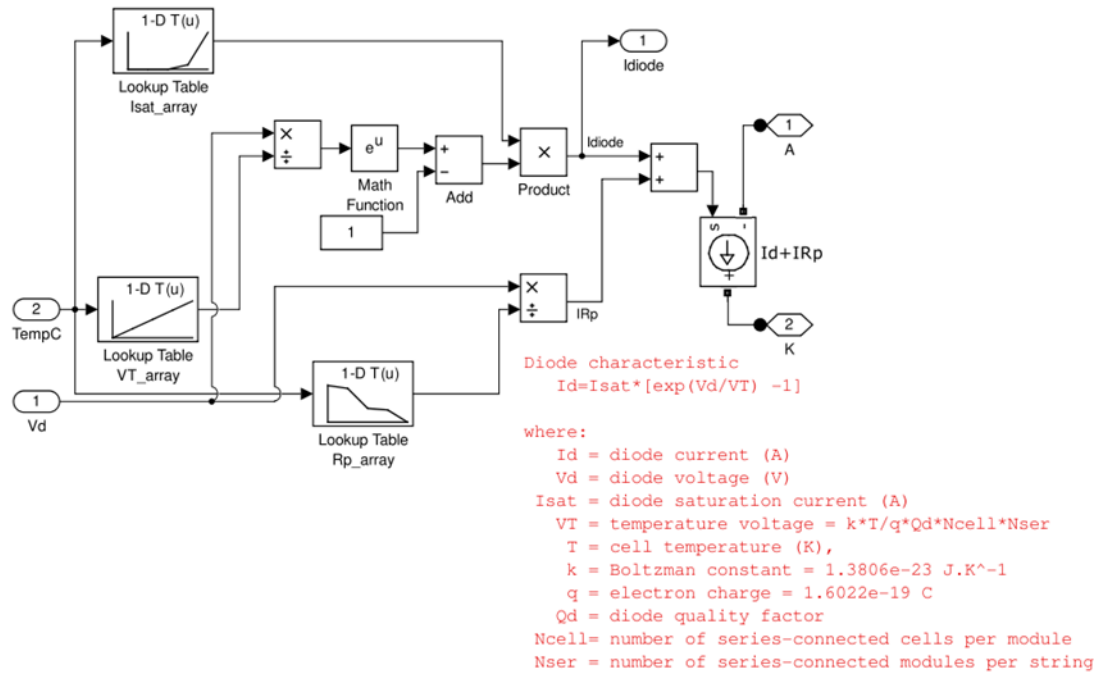 1-D T(u)
Lookup Table
Isat_array
1
Idiode
×
÷
e^u
Math
Function
+
−
Add
1
×
Product
Idiode
+
+
1
A
s
-
+
Id+IRp
2
K
2
TempC
1-D T(u)
Lookup Table
VT_array
1
Vd
×
÷
IRp
1-D T(u)
Lookup Table
Rp_array
Diode characteristic
Id=Isat*[exp(Vd/VT) -1]
where:
Id = diode current (A)
Vd = diode voltage (V)
Isat = diode saturation current (A)
VT = temperature voltage = k*T/q*Qd*Ncell*Nser
T = cell temperature (K),
k = Boltzman constant = 1.3806e-23 J.K^-1
q = electron charge = 1.6022e-19 C
Qd = diode quality factor
Ncell= number of series-connected cells per module
Nser = number of series-connected modules per string